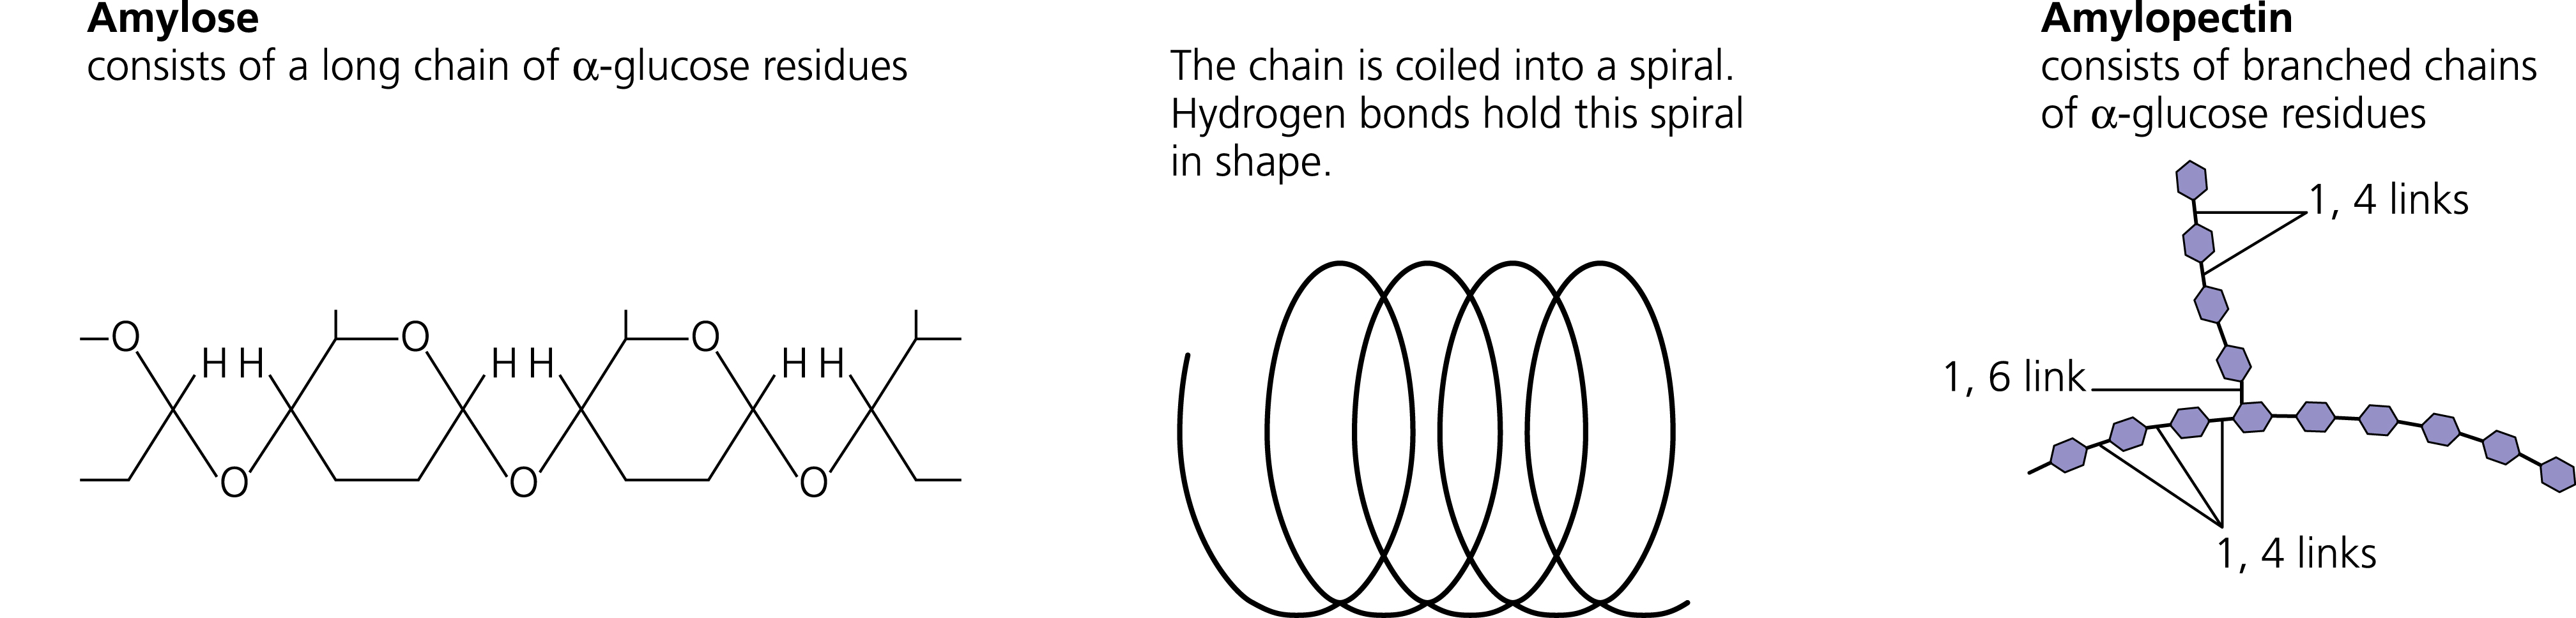 Amylose
consists of a long chain of α-glucose residues
–O
H H
O
H H
O
H H
O
O
O
The chain is coiled into a spiral.
Hydrogen bonds hold this spiral
in shape.
Amylopectin
consists of branched chains
of α-glucose residues
1, 4 links
1, 6 link
1, 4 links